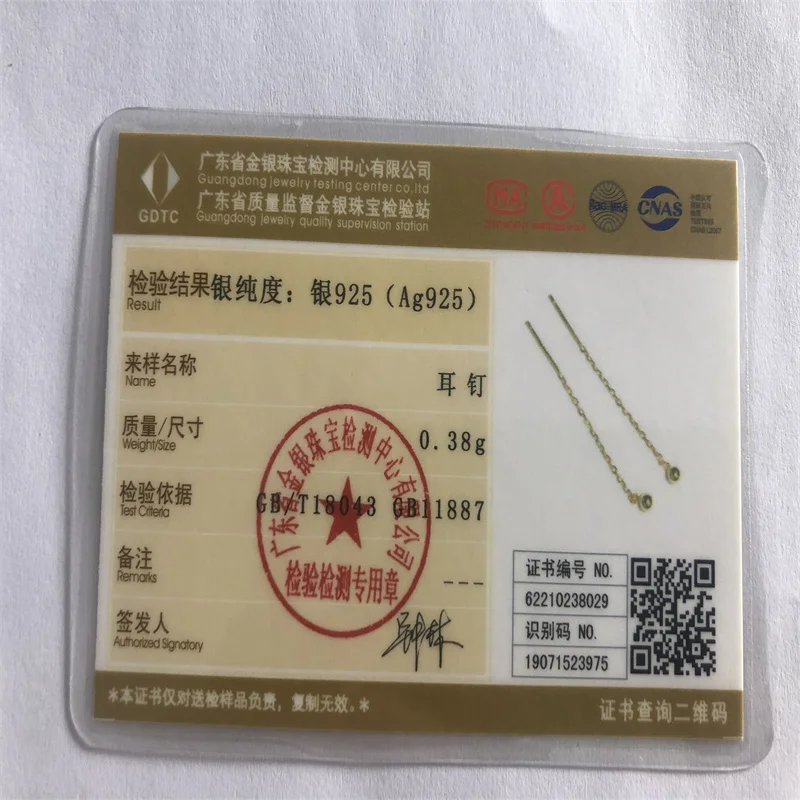 广东省金银珠宝检测中心有限公司
Guangdong jewelry testing center co.ltd
广东省质量监督金银珠宝检验站
Guangdong jewelry quality supervision station
GDTC
MA
CNAS
检验结果 银纯度：银925（Ag925）
Result
来样名称 耳钉
Name
质量/尺寸 0.38g
Weight/Size
检验依据 GB/T18043 GB11887
Test Criteria
备注 ---
Remarks
签发人
Authorized Signatory
广东省金银珠宝检测中心有限公司
检验检测专用章
证书编号 NO.
62210238029
识别码 NO.
19071523975
*本证书仅对送检样品负责，复制无效。*
证书查询二维码